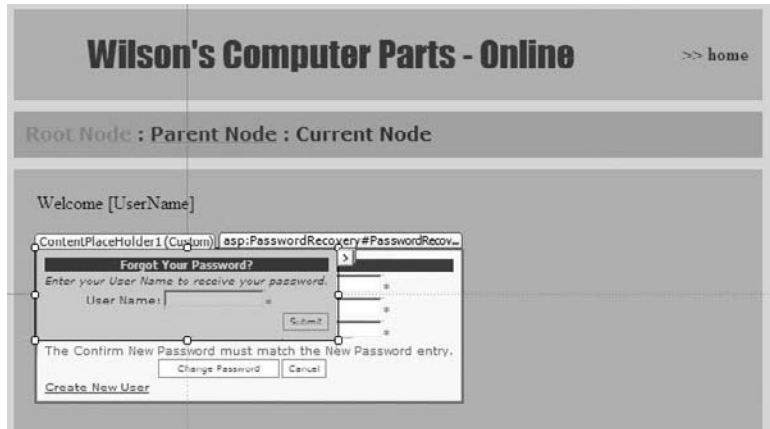 Wilson's Computer Parts - Online
>> home
Root Node : Parent Node : Current Node
Welcome [UserName]
ContentPlaceHolder1 (Custom) asp:PasswordRecovery#PasswordRecov...
Forgot Your Password?
Enter your User Name to receive your password.
User Name: *
*
*
Submit *
The Confirm New Password must match the New Password entry.
Change Password Cancel
Create New User